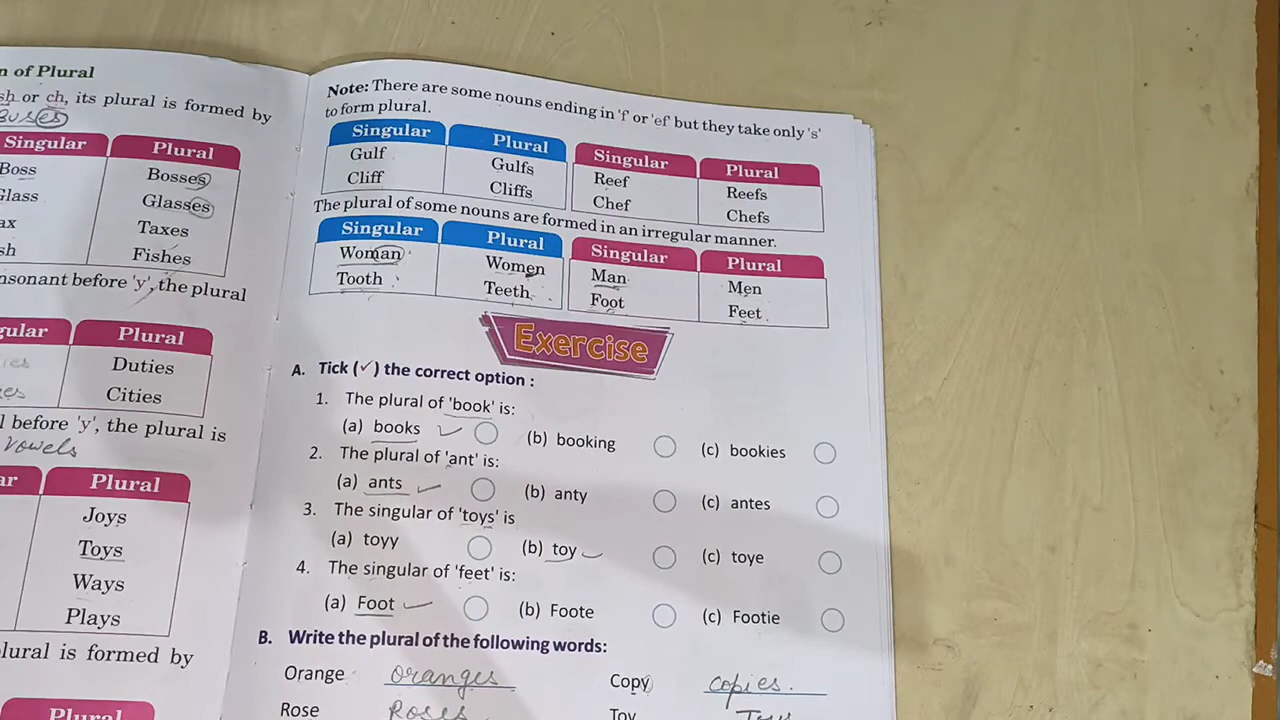 n of Plural
sh or ch, its plural is formed by
Buses
Singular Plural
Boss Bosses
Glass Glasses
ax Taxes
sh Fishes
nsonant before 'y', the plural
gular Plural
ies Duties
es Cities
l before 'y', the plural is
vowels
ar Plural
Joys
Toys
Ways
Plays
plural is formed by
Plural
Note: There are some nouns ending in 'f' or 'ef' but they take only 's'
to form plural.
Singular Plural Singular Plural
Gulf Gulfs Reef Reefs
Cliff Cliffs Chef Chefs
The plural of some nouns are formed in an irregular manner.
Singular Plural Singular Plural
Woman Women Man Men
Tooth Teeth Foot Feet
Exercise
A. Tick (✓) the correct option :
1. The plural of 'book' is:
(a) books ✓ (b) booking (c) bookies
2. The plural of 'ant' is:
(a) ants ✓ (b) anty (c) antes
3. The singular of 'toys' is
(a) toyy (b) toy ✓ (c) toye
4. The singular of 'feet' is:
(a) Foot ✓ (b) Foote (c) Footie
B. Write the plural of the following words:
Orange oranges Copy copies.
Rose Roses Toy Toys